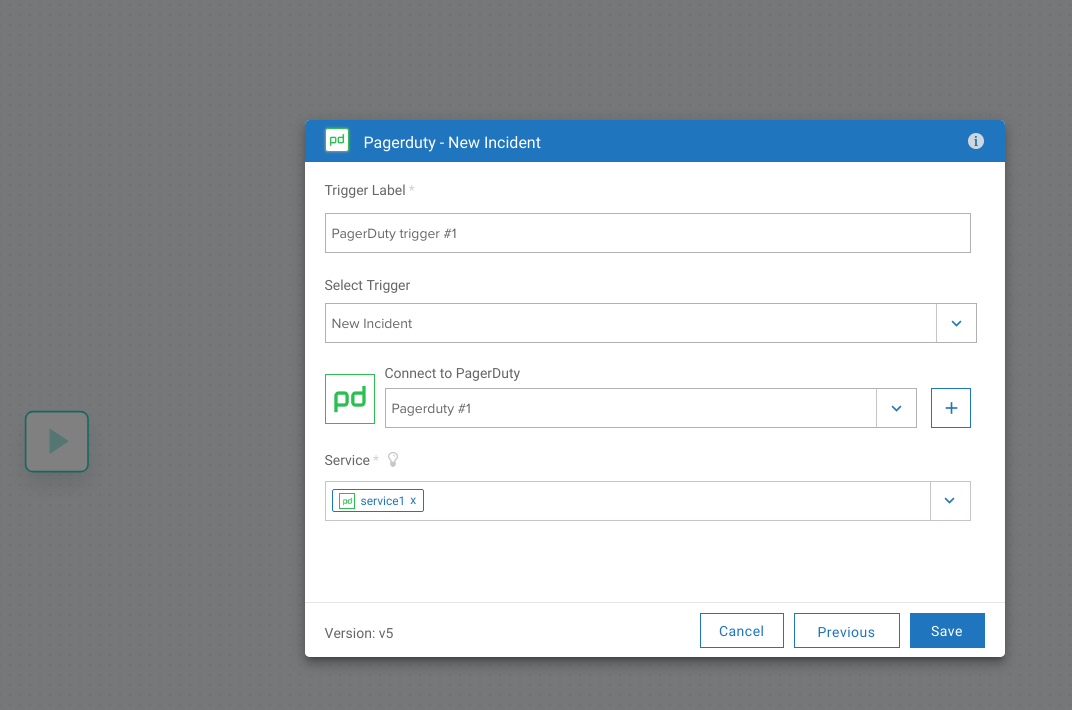 pd Pagerduty - New Incident i
Trigger Label *
PagerDuty trigger #1
Select Trigger
New Incident
Connect to PagerDuty
pd
Pagerduty #1 +
Service *
pd service1 x
Version: v5 Cancel Previous Save